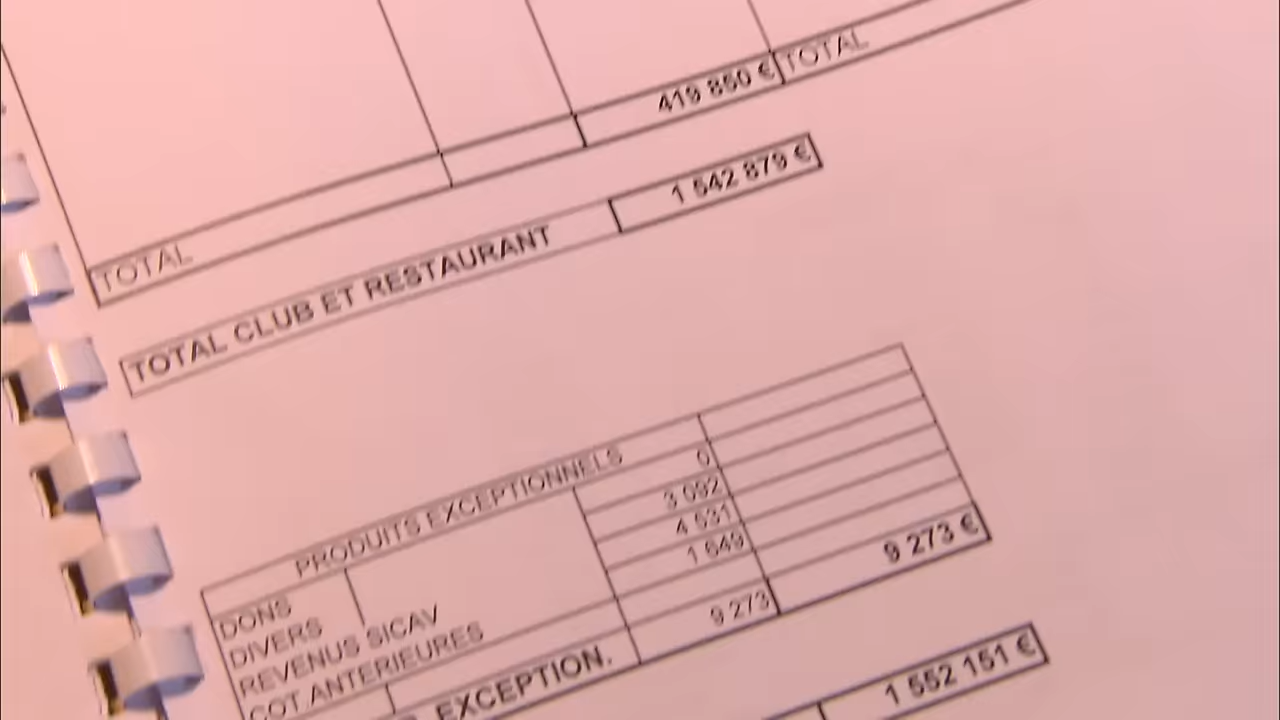 TOTAL 419 850 € TOTAL
TOTAL CLUB ET RESTAURANT 1 542 879 €
PRODUITS EXCEPTIONNELS
DONS 0
DIVERS 3 092
REVENUS SICAV 4 531
COT.ANTERIEURES 1 649
EXCEPTION. 9 273 9 273 €
1 552 151 €